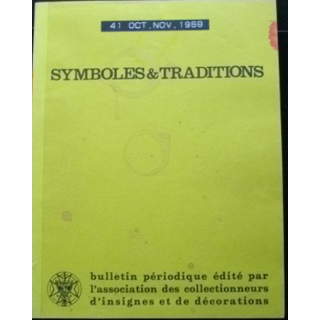 41 OCT, NOV, 1968
SYMBOLES & TRADITIONS
bulletin périodique édité par
l'association des collectionneurs
d'insignes et de décorations